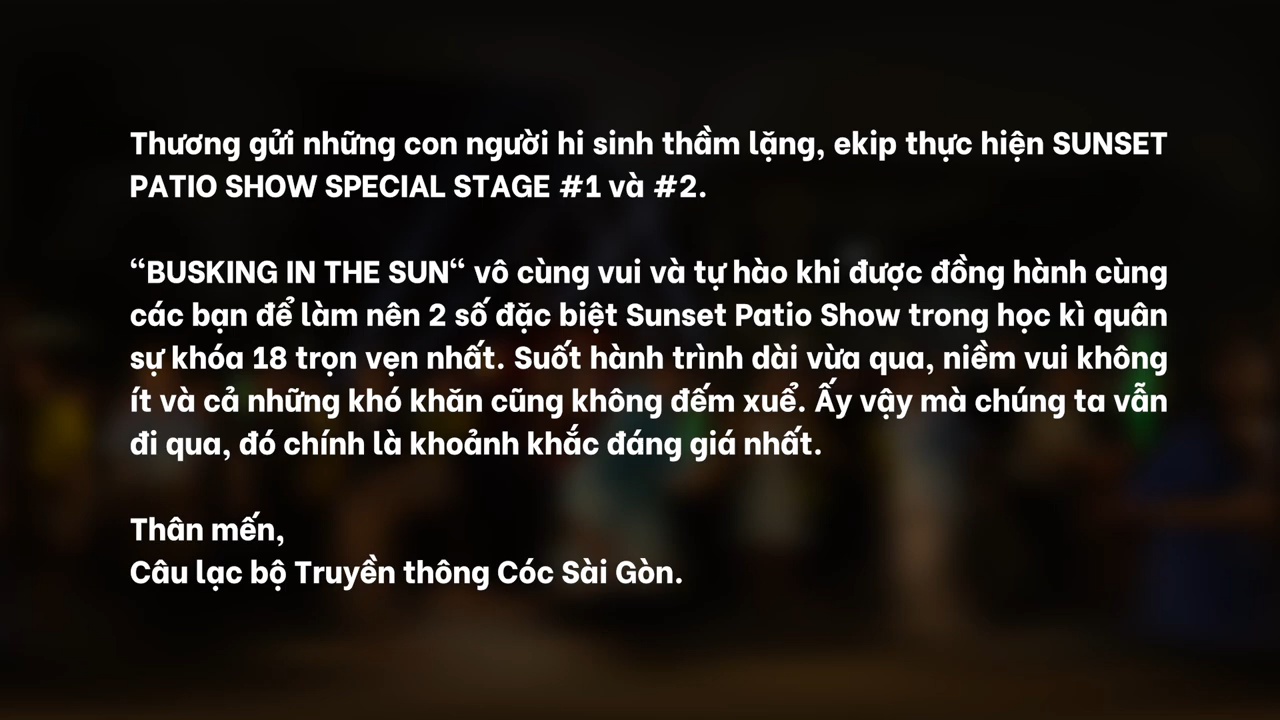 Thương gửi những con người hi sinh thầm lặng, ekip thực hiện SUNSET
PATIO SHOW SPECIAL STAGE #1 và #2.
“BUSKING IN THE SUN“ vô cùng vui và tự hào khi được đồng hành cùng
các bạn để làm nên 2 số đặc biệt Sunset Patio Show trong học kì quân
sự khóa 18 trọn vẹn nhất. Suốt hành trình dài vừa qua, niềm vui không
ít và cả những khó khăn cũng không đếm xuể. Ấy vậy mà chúng ta vẫn
đi qua, đó chính là khoảnh khắc đáng giá nhất.
Thân mến,
Câu lạc bộ Truyền thông Cóc Sài Gòn.